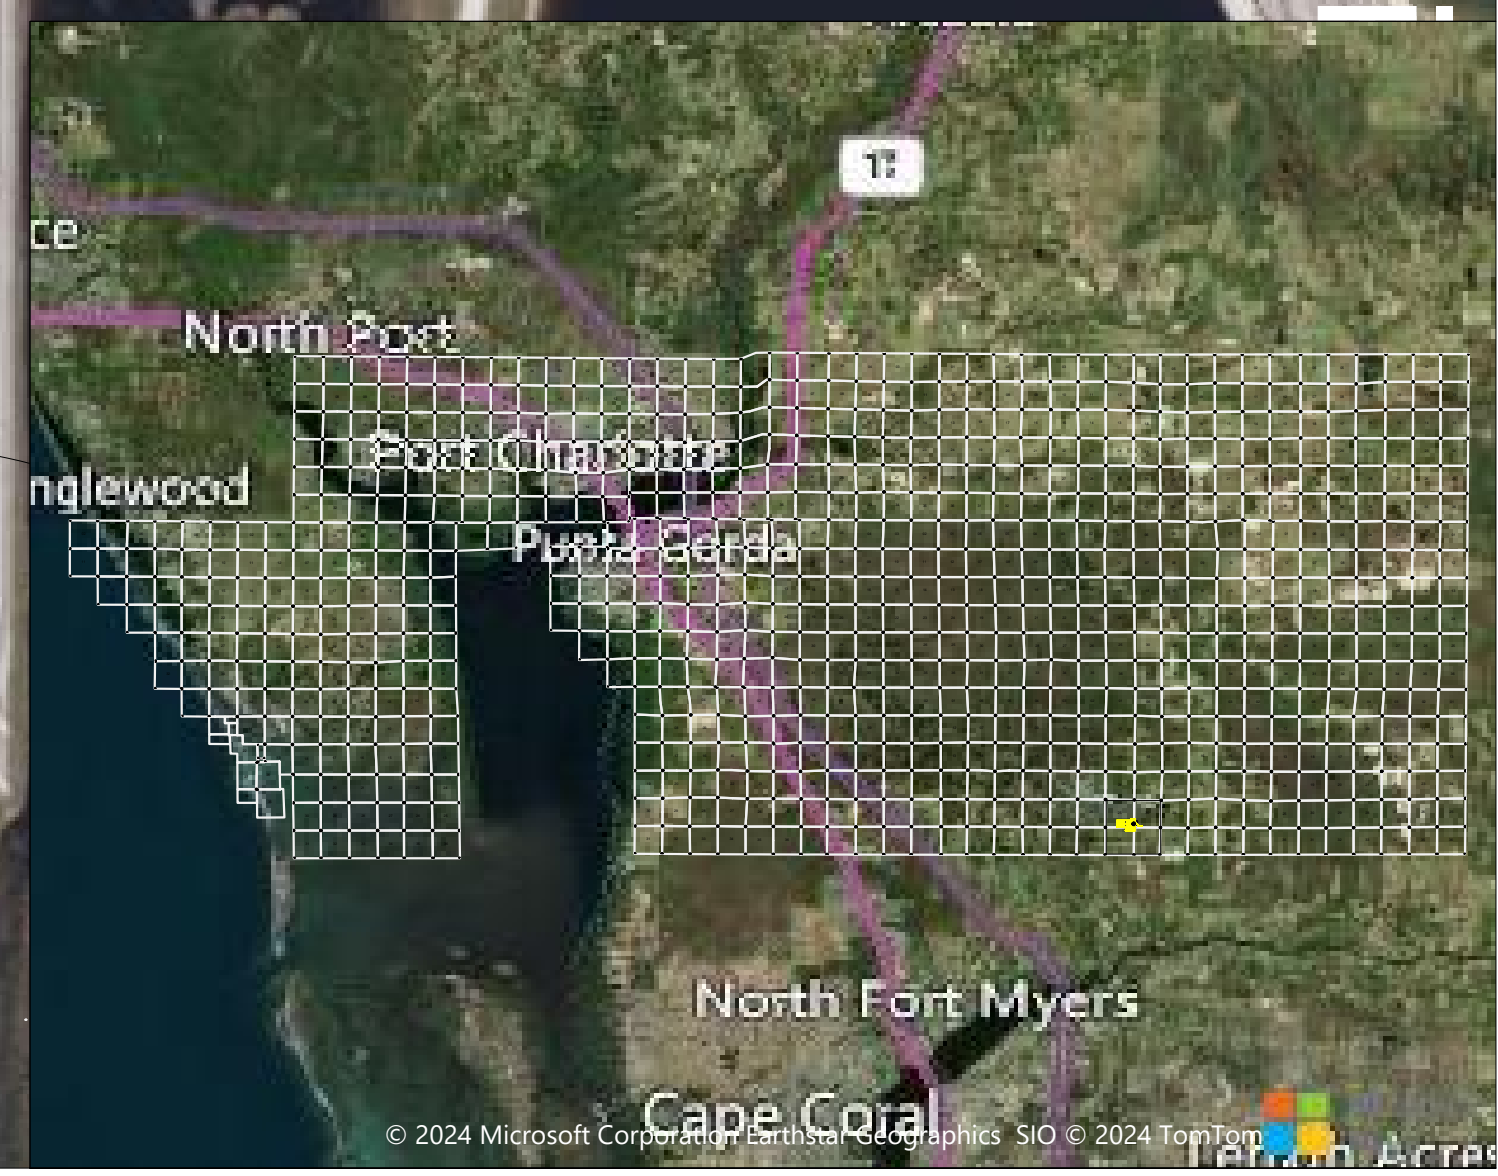 17
ce
North Port
Port Charlotte
nglewood
Punta Gorda
North Fort Myers
Cape Coral
© 2024 Microsoft Corporation Earthstar Geographics SIO © 2024 TomTom